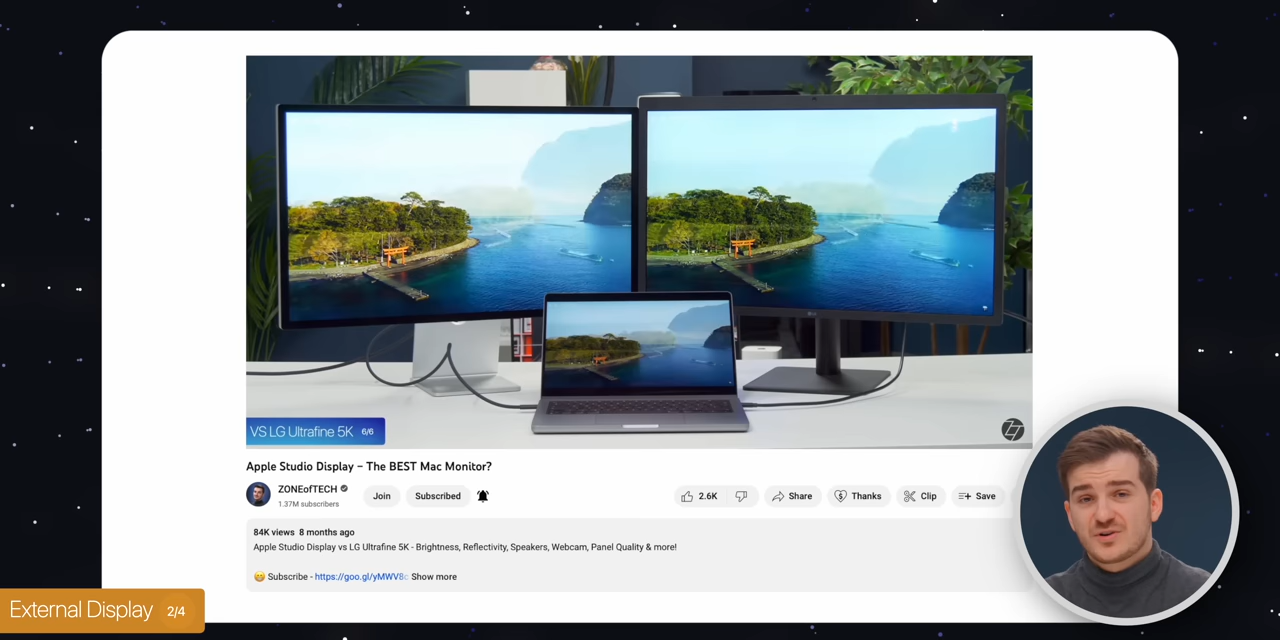 VS LG Ultrafine 5K 6/6
Apple Studio Display – The BEST Mac Monitor?
ZONEofTECH
1.37M subscribers
Join
Subscribed
2.6K
Share
Thanks
Clip
Save
84K views 8 months ago
Apple Studio Display vs LG Ultrafine 5K - Brightness, Reflectivity, Speakers, Webcam, Panel Quality & more!
😄 Subscribe - https://goo.gl/yMWV8c Show more
External Display 2/4